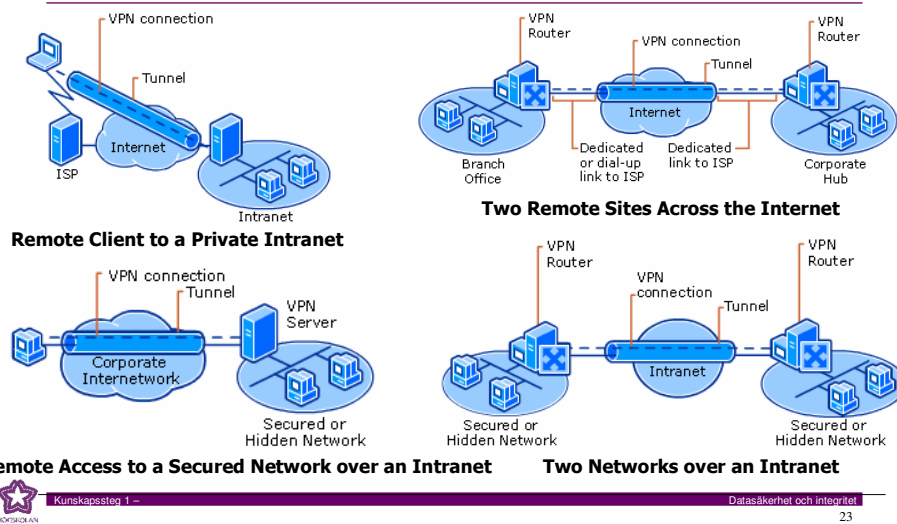 VPN connection
Tunnel
Internet
ISP
Intranet
Remote Client to a Private Intranet
VPN
Router
VPN connection
Tunnel
VPN
Router
Internet
Branch
Office
Dedicated
or dial-up
link to ISP
Dedicated
link to ISP
Corporate
Hub
Two Remote Sites Across the Internet
VPN connection
Tunnel
VPN
Server
Corporate
Internetwork
Secured or
Hidden Network
emote Access to a Secured Network over an Intranet
VPN
Router
VPN
connection
Tunnel
VPN
Router
Intranet
Secured or
Hidden Network
Secured or
Hidden Network
Two Networks over an Intranet
Kunskapssteg 1 –
Datasäkerhet och integritet
23